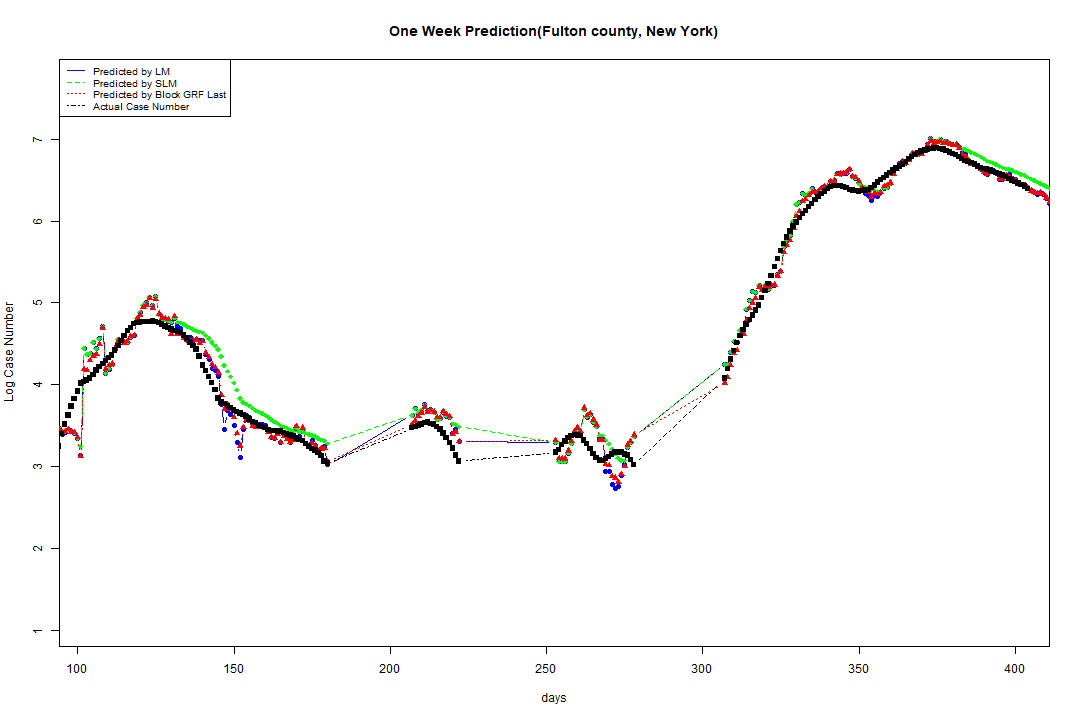 One Week Prediction(Fulton county, New York)
Predicted by LM
Predicted by SLM
Predicted by Block GRF Last
Actual Case Number
7
6
5
4
3
2
1
Log Case Number
100 150 200 250 300 350 400
days